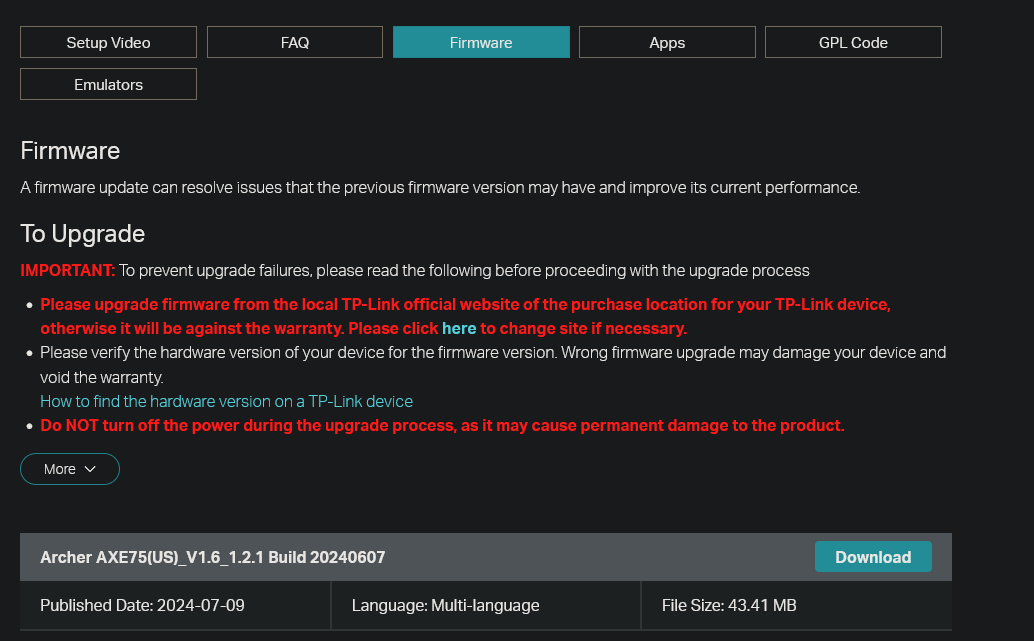 Setup Video
FAQ
Firmware
Apps
GPL Code
Emulators
Firmware
A firmware update can resolve issues that the previous firmware version may have and improve its current performance.
To Upgrade
IMPORTANT: To prevent upgrade failures, please read the following before proceeding with the upgrade process
Please upgrade firmware from the local TP-Link official website of the purchase location for your TP-Link device,
otherwise it will be against the warranty. Please click here to change site if necessary.
Please verify the hardware version of your device for the firmware version. Wrong firmware upgrade may damage your device and
void the warranty.
How to find the hardware version on a TP-Link device
Do NOT turn off the power during the upgrade process, as it may cause permanent damage to the product.
More
Archer AXE75(US)_V1.6_1.2.1 Build 20240607
Download
Published Date: 2024-07-09
Language: Multi-language
File Size: 43.41 MB